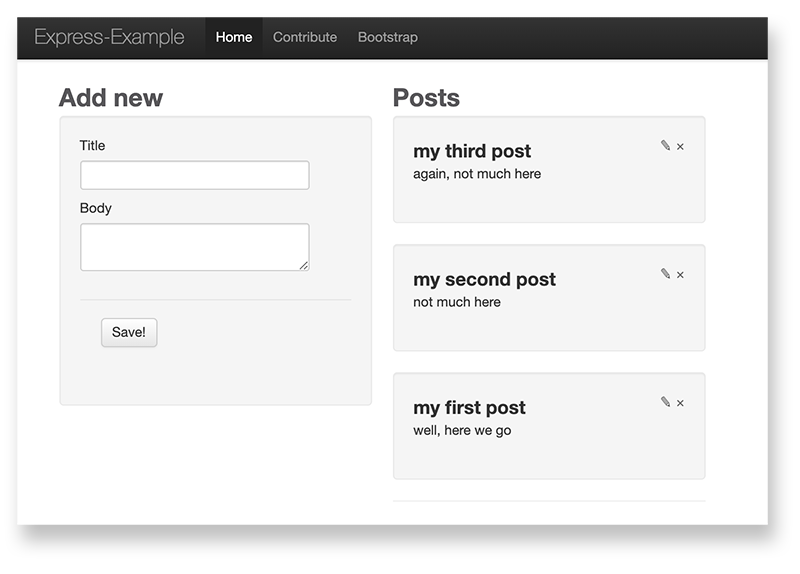 Express-Example Home Contribute Bootstrap
Add new
Title
Body
Save!
Posts
my third post
again, not much here
my second post
not much here
my first post
well, here we go